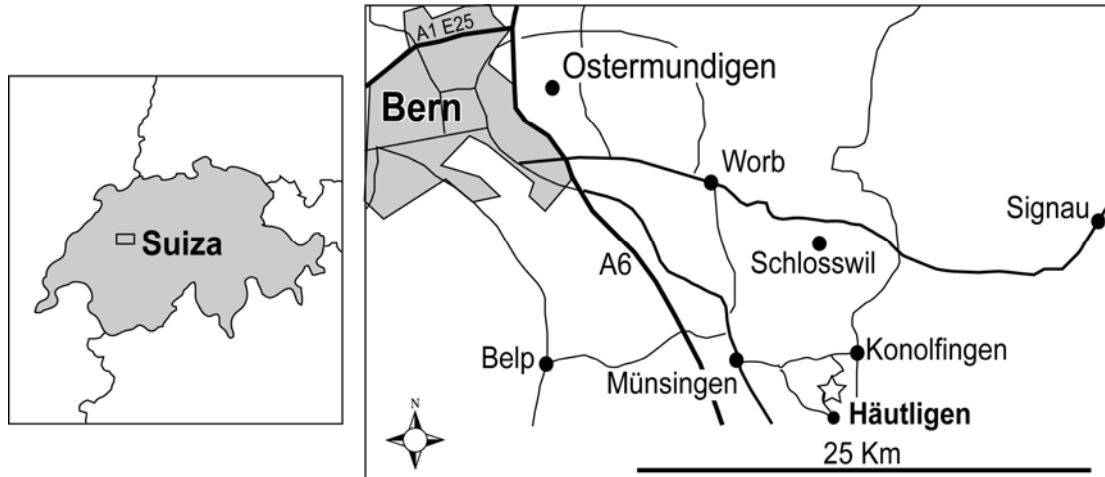 Suiza
A1 E25
Ostermundigen
Bern
Worb
Signau
Schlosswil
A6
Belp
Münsingen
Konolfingen
Häutligen
N
25 Km